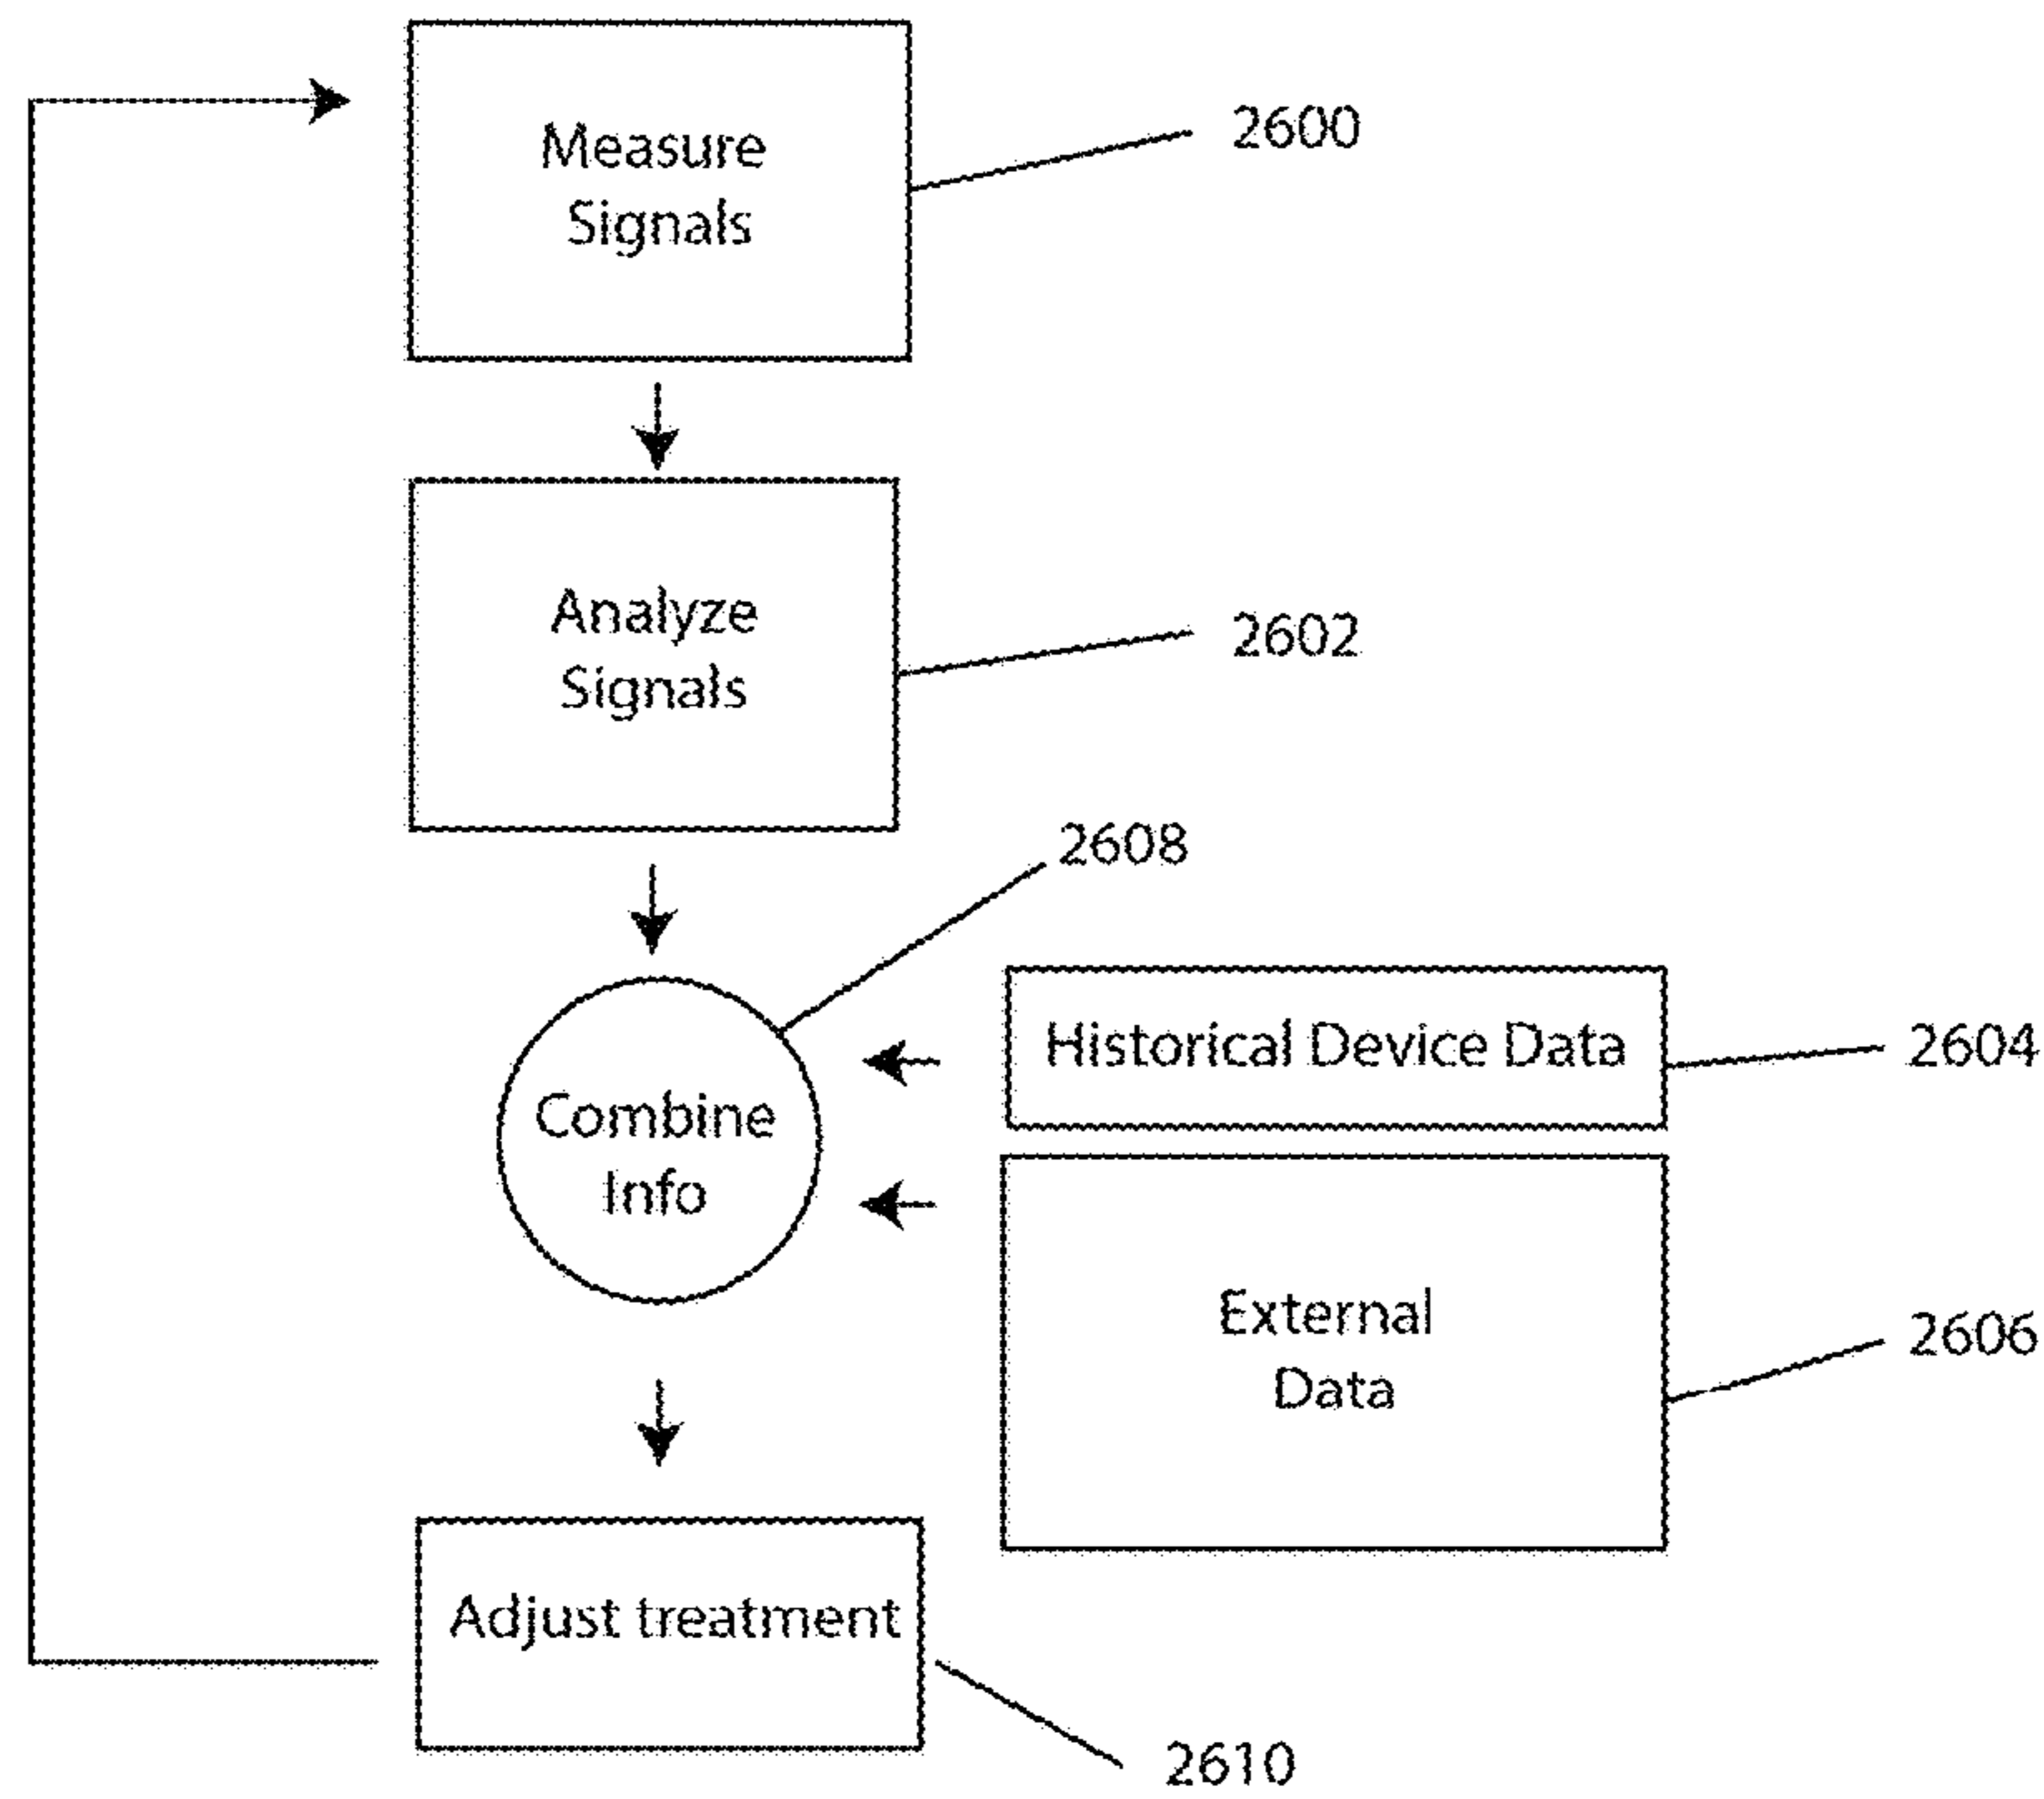 Measure
Signals
2600
Analyze
Signals
2602
2608
Historical Device Data
2604
Combine
Info
External
Data
2606
Adjust treatment
2610